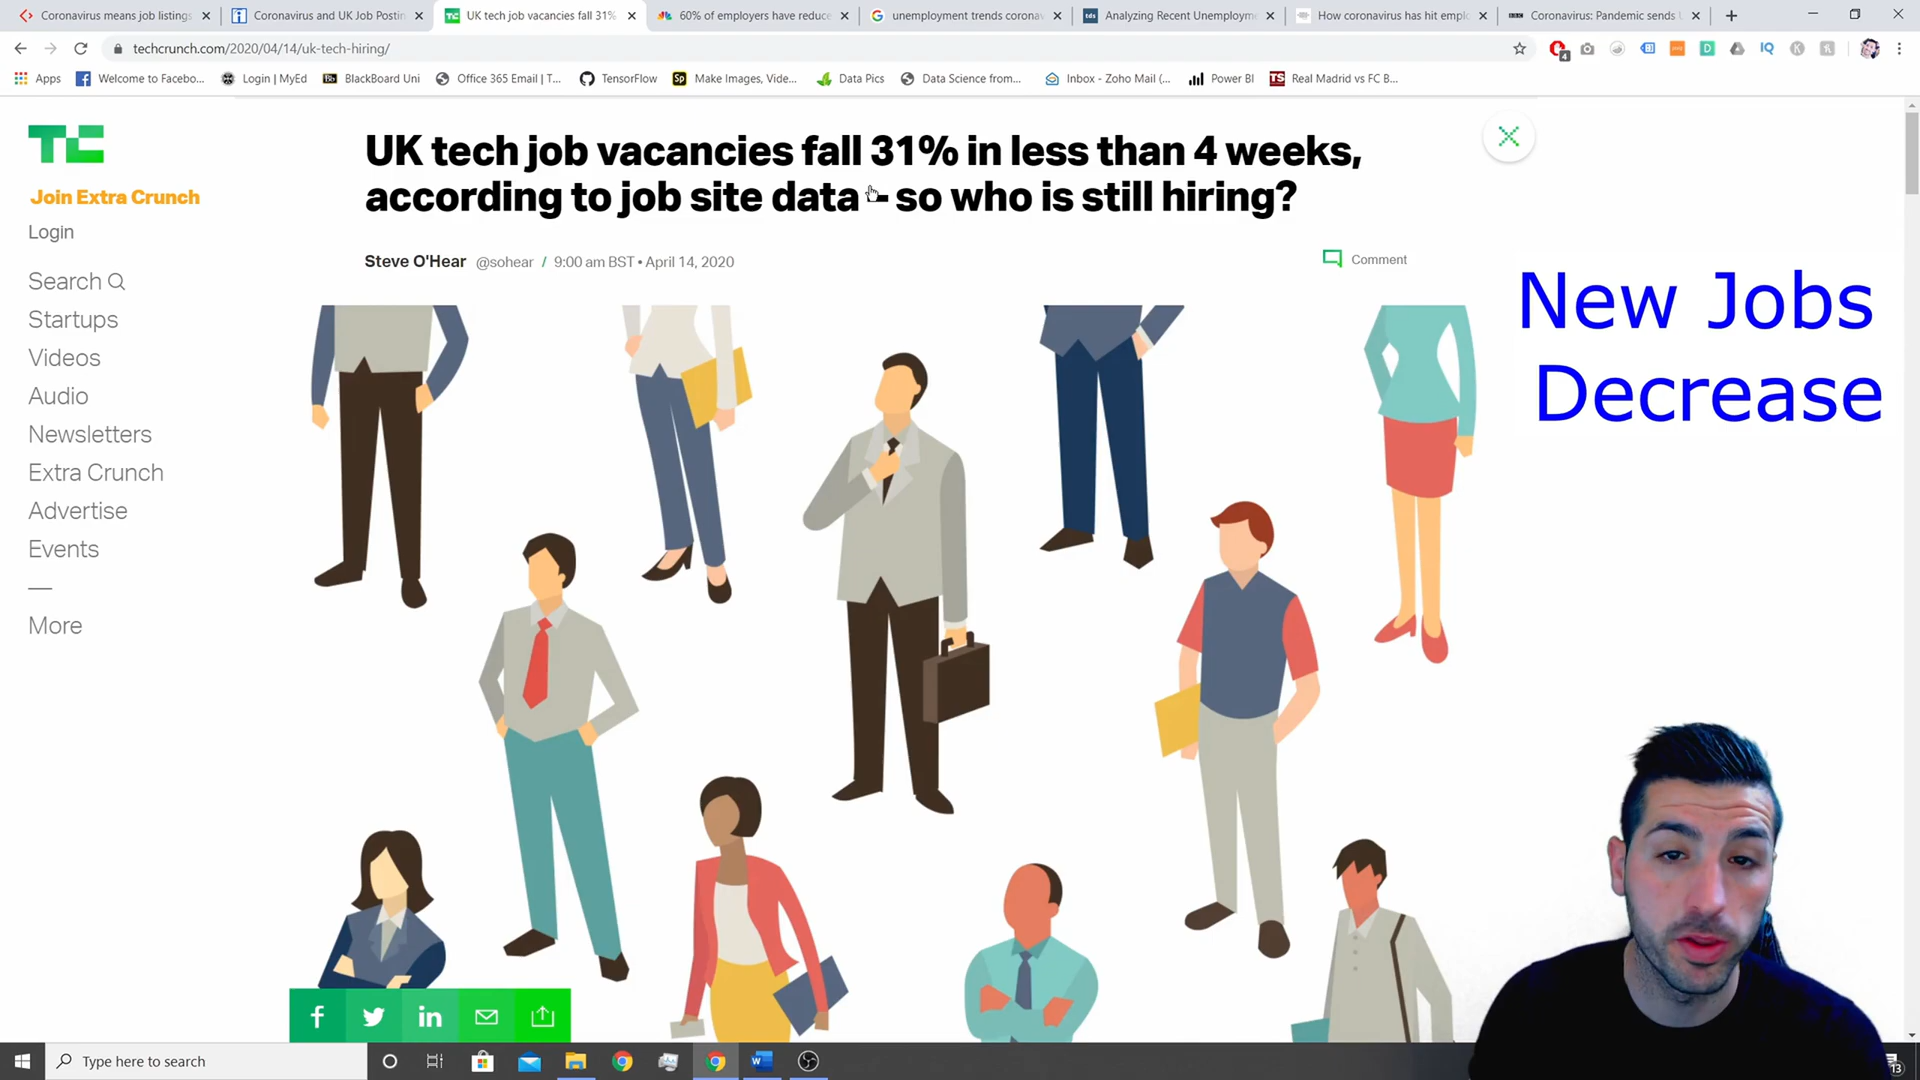 Coronavirus means job listings
Coronavirus and UK Job Postin
UK tech job vacancies fall 31%
60% of employers have reduce
unemployment trends corona
Analyzing Recent Unemploym
How coronavirus has hit emplo
Coronavirus: Pandemic sends U
techcrunch.com/2020/04/14/uk-tech-hiring/
Apps
Welcome to Facebo...
Login | MyEd
BlackBoard Uni
Office 365 Email | T...
TensorFlow
Make Images, Vide...
Data Pics
Data Science from...
Inbox - Zoho Mail (...
Power BI
Real Madrid vs FC B...
TC
Join Extra Crunch
Login
Search
Startups
Videos
Audio
Newsletters
Extra Crunch
Advertise
Events
More
UK tech job vacancies fall 31% in less than 4 weeks,
according to job site data - so who is still hiring?
Steve O'Hear @sohear / 9:00 am BST • April 14, 2020
Comment
New Jobs
Decrease
Type here to search